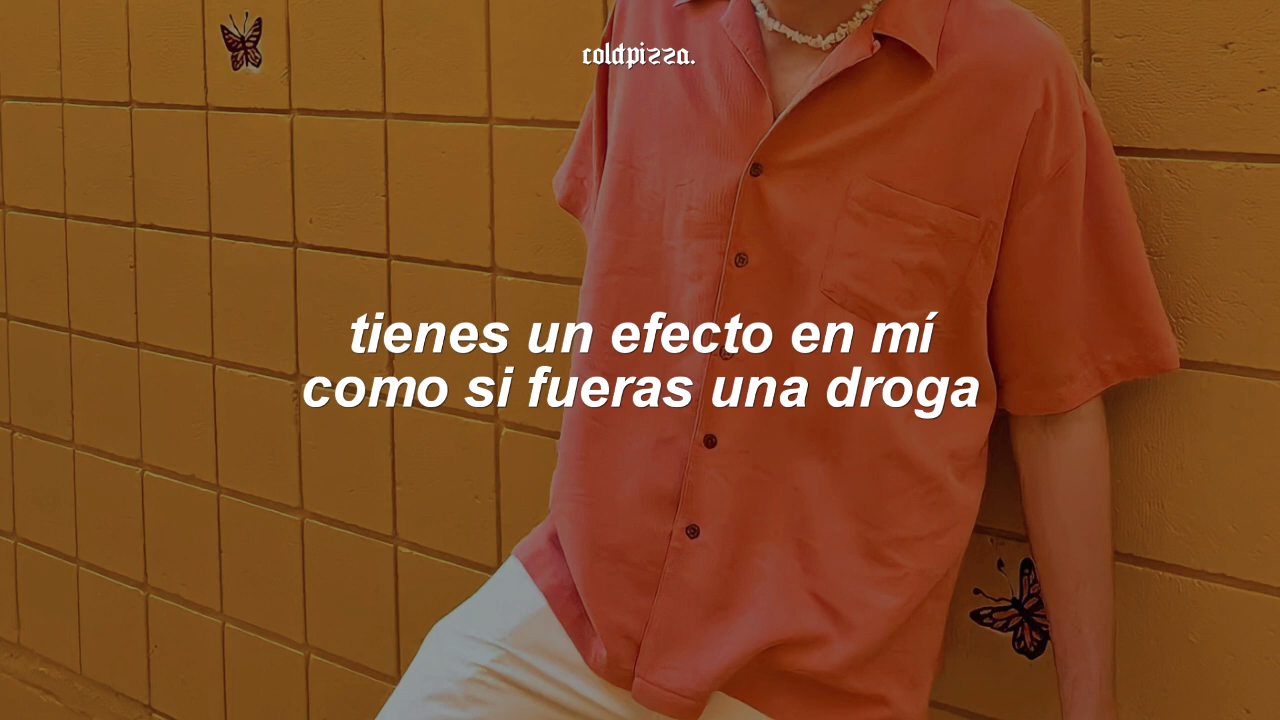 coldpizza.
tienes un efecto en mí
como si fueras una droga